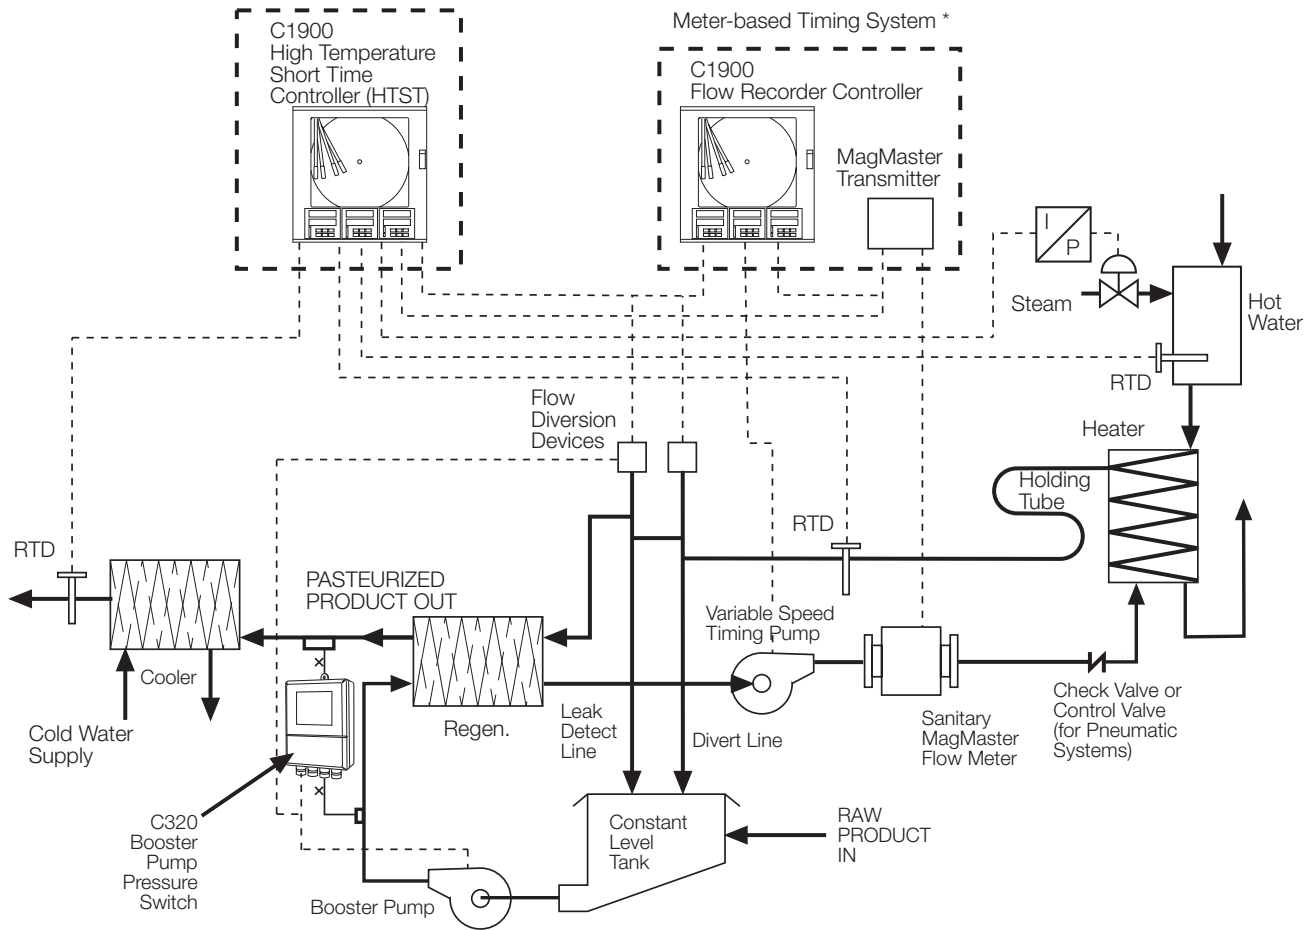 C1900
High Temperature
Short Time
Controller (HTST)
Meter-based Timing System *
C1900
Flow Recorder Controller
MagMaster
Transmitter
I
P
Steam
Hot
Water
RTD
Flow
Diversion
Devices
Heater
Holding
Tube
RTD
RTD
PASTEURIZED
PRODUCT OUT
Variable Speed
Timing Pump
Cooler
Regen.
Leak
Detect
Line
Divert Line
Sanitary
MagMaster
Flow Meter
Check Valve or
Control Valve
(for Pneumatic
Systems)
Cold Water
Supply
C320
Booster
Pump
Pressure
Switch
Constant
Level
Tank
RAW
PRODUCT
IN
Booster Pump